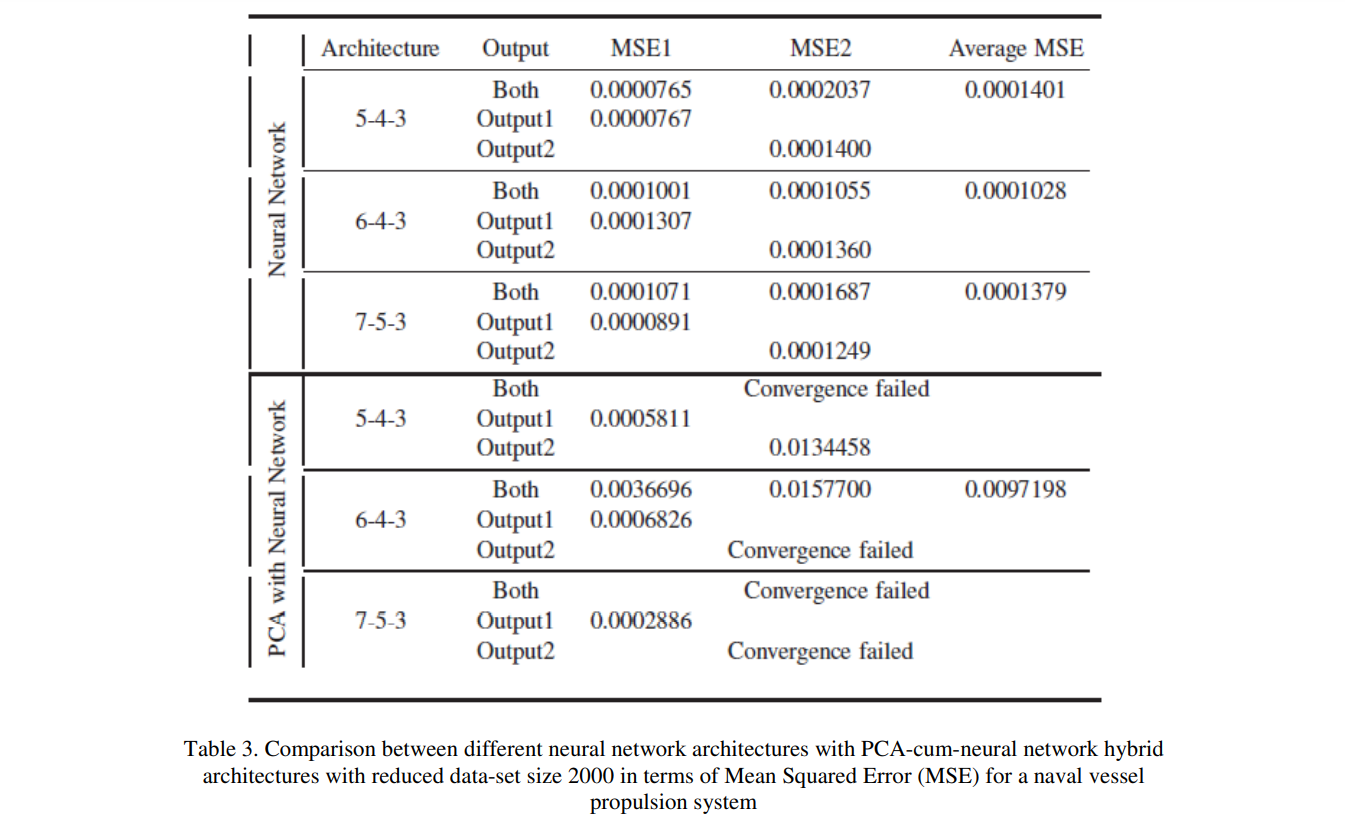 Architecture Output MSE1 MSE2 Average MSE
Neural Network
Both 0.0000765 0.0002037 0.0001401
5-4-3 Output1 0.0000767
Output2 0.0001400
Both 0.0001001 0.0001055 0.0001028
6-4-3 Output1 0.0001307
Output2 0.0001360
Both 0.0001071 0.0001687 0.0001379
7-5-3 Output1 0.0000891
Output2 0.0001249
PCA with Neural Network
Both Convergence failed
5-4-3 Output1 0.0005811
Output2 0.0134458
Both 0.0036696 0.0157700 0.0097198
6-4-3 Output1 0.0006826
Output2 Convergence failed
Both Convergence failed
7-5-3 Output1 0.0002886
Output2 Convergence failed
Table 3. Comparison between different neural network architectures with PCA-cum-neural network hybrid
architectures with reduced data-set size 2000 in terms of Mean Squared Error (MSE) for a naval vessel
propulsion system